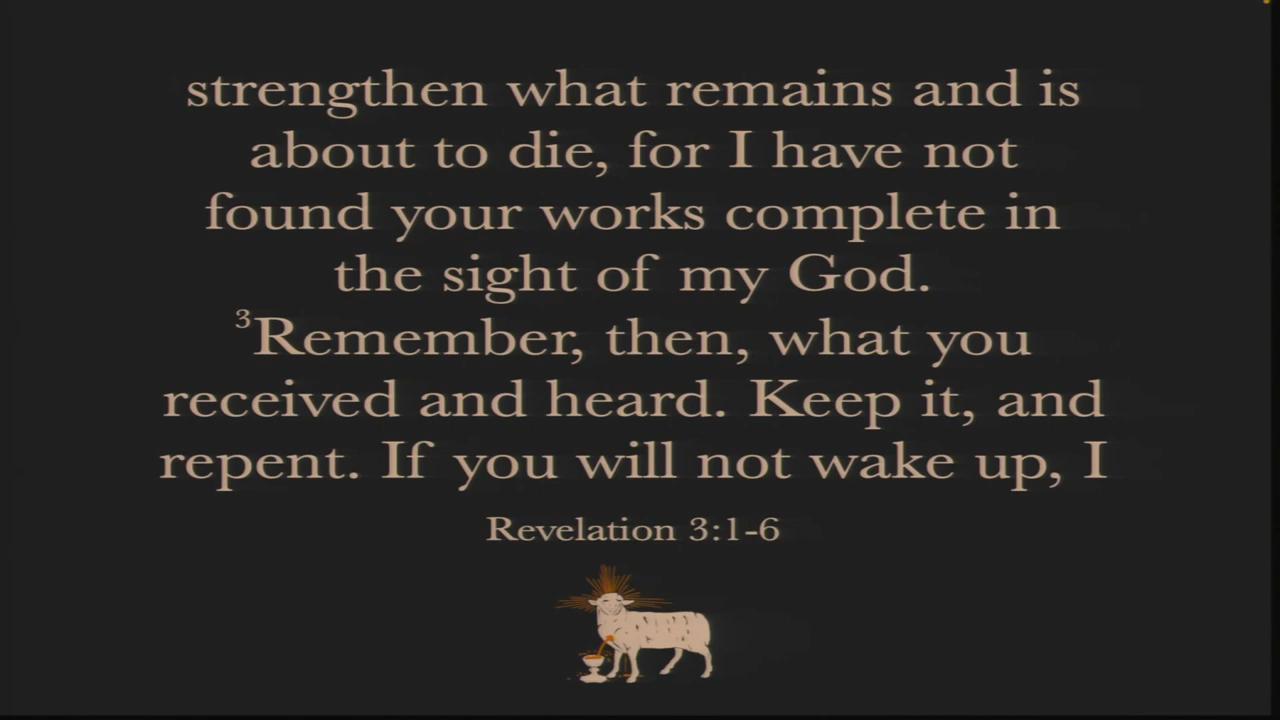 strengthen what remains and is
about to die, for I have not
found your works complete in
the sight of my God.
³Remember, then, what you
received and heard. Keep it, and
repent. If you will not wake up, I
Revelation 3:1-6